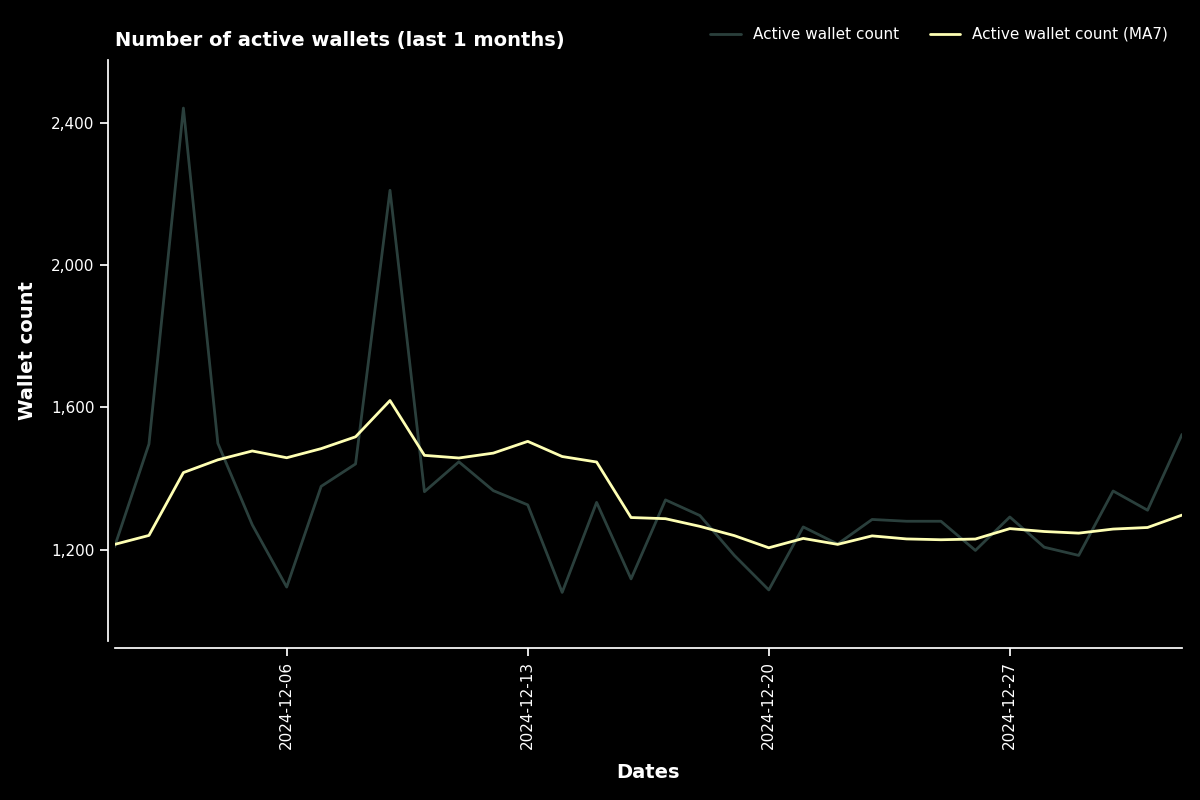 Number of active wallets (last 1 months)
Active wallet count
Active wallet count (MA7)
2,400
2,000
1,600
1,200
Wallet count
2024-12-06
2024-12-13
2024-12-20
2024-12-27
Dates